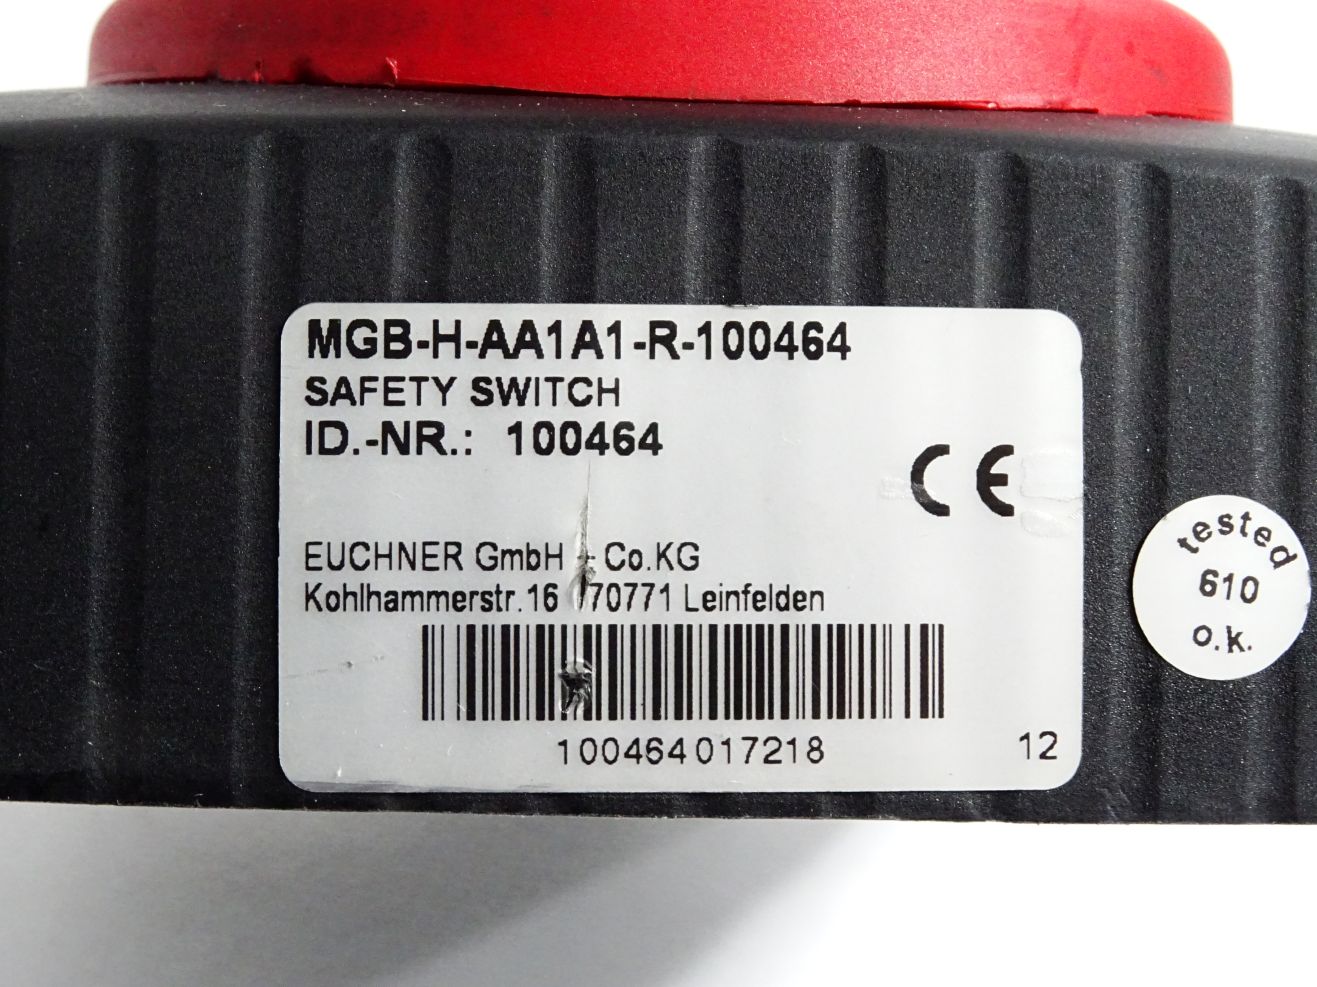 MGB-H-AA1A1-R-100464
SAFETY SWITCH
ID.-NR.: 100464
CE
EUCHNER GmbH + Co.KG
Kohlhammerstr.16 70771 Leinfelden
100464017218
12
tested
610
o.k.